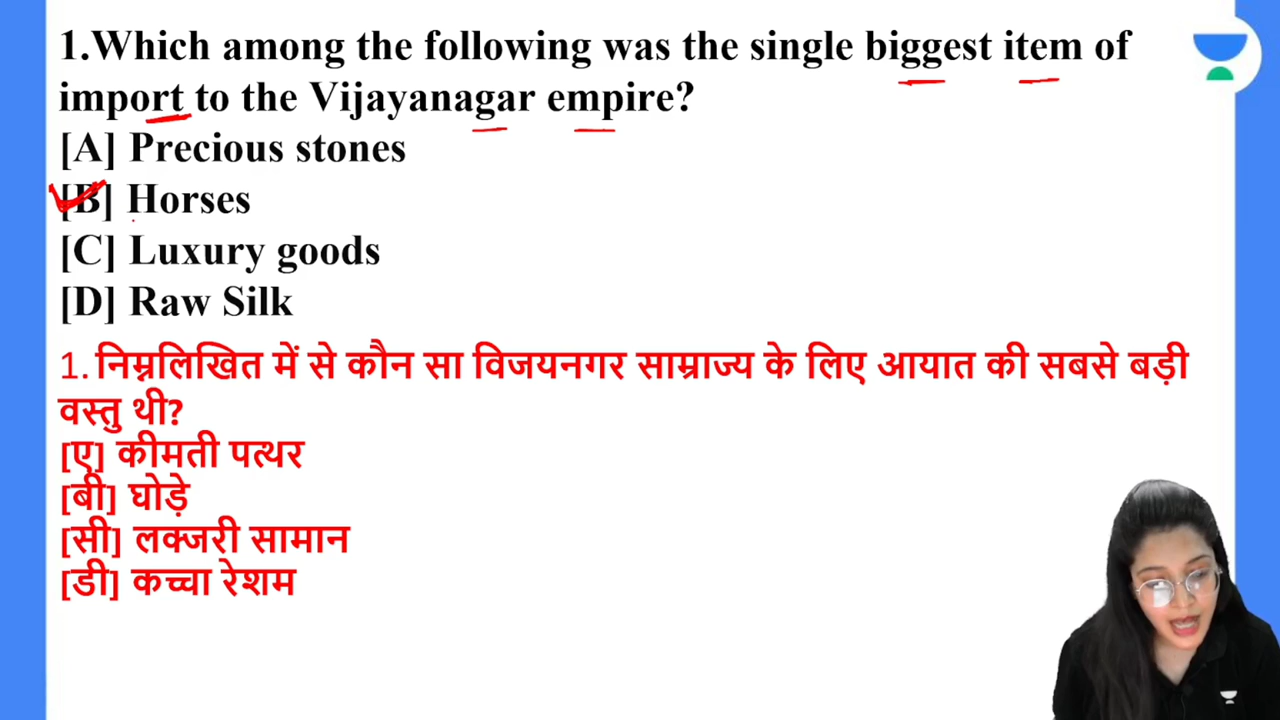 1.Which among the following was the single biggest item of
import to the Vijayanagar empire?
[A] Precious stones
[B] Horses
[C] Luxury goods
[D] Raw Silk
1. निम्नलिखित में से कौन सा विजयनगर साम्राज्य के लिए आयात की सबसे बड़ी
वस्तु थी?
[ए] कीमती पत्थर
[बी] घोड़े
[सी] लक्जरी सामान
[डी] कच्चा रेशम